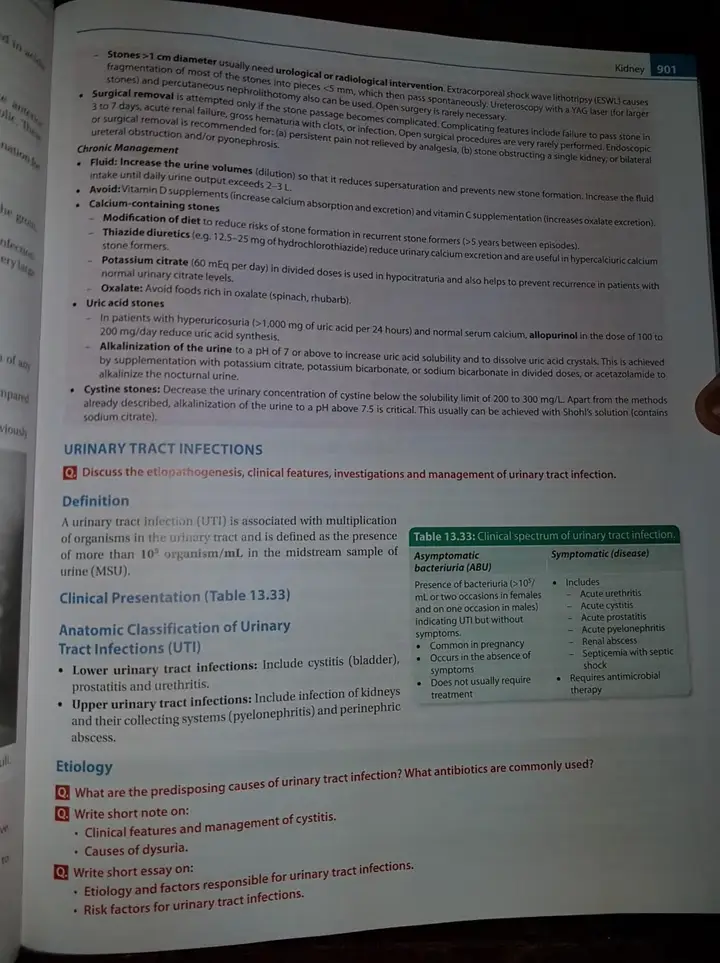 Kidney 901
– Stones >1 cm diameter usually need urological or radiological intervention. Extracorporeal shock wave lithotripsy (ESWL) causes
fragmentation of most of the stones into pieces <5 mm, which then pass spontaneously. Ureteroscopy with a YAG laser (for larger
stones) and percutaneous nephrolithotomy also can be used. Open surgery is rarely necessary.
• Surgical removal is attempted only if the stone passage becomes complicated. Complicating features include failure to pass stone in
3 to 7 days, acute renal failure, gross hematuria with clots, or infection. Open surgical procedures are very rarely performed. Endoscopic
or surgical removal is recommended for: (a) persistent pain not relieved by analgesia, (b) stone obstructing a single kidney, or bilateral
ureteral obstruction and/or pyonephrosis.
Chronic Management
• Fluid: Increase the urine volumes (dilution) so that it reduces supersaturation and prevents new stone formation. Increase the fluid
intake until daily urine output exceeds 2–3 L.
• Avoid: Vitamin D supplements (increase calcium absorption and excretion) and vitamin C supplementation (increases oxalate excretion).
• Calcium-containing stones
– Modification of diet to reduce risks of stone formation in recurrent stone formers (>5 years between episodes).
– Thiazide diuretics (e.g. 12.5–25 mg of hydrochlorothiazide) reduce urinary calcium excretion and are useful in hypercalciuric calcium
stone formers.
– Potassium citrate (60 mEq per day) in divided doses is used in hypocitraturia and also helps to prevent recurrence in patients with
normal urinary citrate levels.
– Oxalate: Avoid foods rich in oxalate (spinach, rhubarb).
• Uric acid stones
– In patients with hyperuricosuria (>1,000 mg of uric acid per 24 hours) and normal serum calcium, allopurinol in the dose of 100 to
200 mg/day reduce uric acid synthesis.
– Alkalinization of the urine to a pH of 7 or above to increase uric acid solubility and to dissolve uric acid crystals. This is achieved
by supplementation with potassium citrate, potassium bicarbonate, or sodium bicarbonate in divided doses, or acetazolamide to
alkalinize the nocturnal urine.
• Cystine stones: Decrease the urinary concentration of cystine below the solubility limit of 200 to 300 mg/L. Apart from the methods
already described, alkalinization of the urine to a pH above 7.5 is critical. This usually can be achieved with Shohl's solution (contains
sodium citrate).
URINARY TRACT INFECTIONS
Q. Discuss the etiopathogenesis, clinical features, investigations and management of urinary tract infection.
Definition
A urinary tract infection (UTI) is associated with multiplication
of organisms in the urinary tract and is defined as the presence
of more than 10⁵ organism/mL in the midstream sample of
urine (MSU).
Clinical Presentation (Table 13.33)
Anatomic Classification of Urinary
Tract Infections (UTI)
• Lower urinary tract infections: Include cystitis (bladder),
prostatitis and urethritis.
• Upper urinary tract infections: Include infection of kidneys
and their collecting systems (pyelonephritis) and perinephric
abscess.
Table 13.33: Clinical spectrum of urinary tract infection.
Asymptomatic
bacteriuria (ABU)
Presence of bacteriuria (>10⁵/
mL or two occasions in females
and on one occasion in males)
indicating UTI but without
symptoms.
• Common in pregnancy
• Occurs in the absence of
symptoms
• Does not usually require
treatment
Symptomatic (disease)
• Includes
– Acute urethritis
– Acute cystitis
– Acute prostatitis
– Acute pyelonephritis
– Renal abscess
– Septicemia with septic
shock
• Requires antimicrobial
therapy
Etiology
Q. What are the predisposing causes of urinary tract infection? What antibiotics are commonly used?
Q. Write short note on:
• Clinical features and management of cystitis.
• Causes of dysuria.
Q. Write short essay on:
• Etiology and factors responsible for urinary tract infections.
• Risk factors for urinary tract infections.